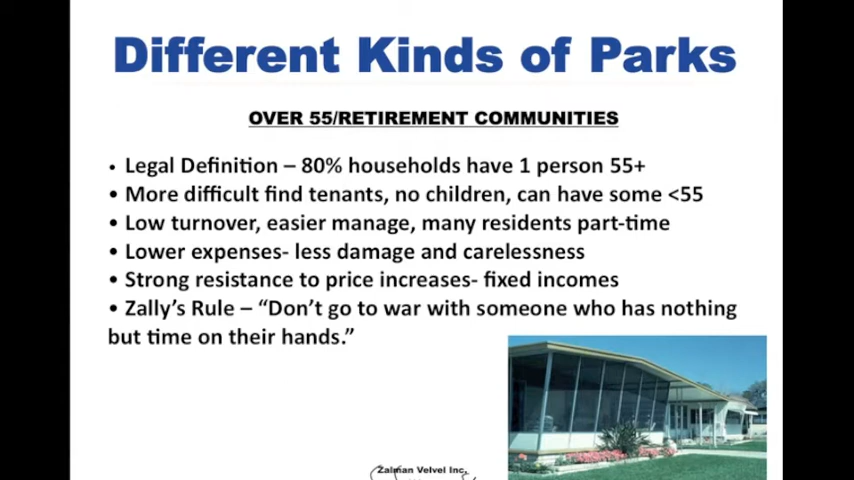 Different Kinds of Parks
OVER 55/RETIREMENT COMMUNITIES
• Legal Definition – 80% households have 1 person 55+
• More difficult find tenants, no children, can have some <55
• Low turnover, easier manage, many residents part-time
• Lower expenses- less damage and carelessness
• Strong resistance to price increases- fixed incomes
• Zally’s Rule – “Don’t go to war with someone who has nothing
but time on their hands.”
Zalman Velvel Inc.